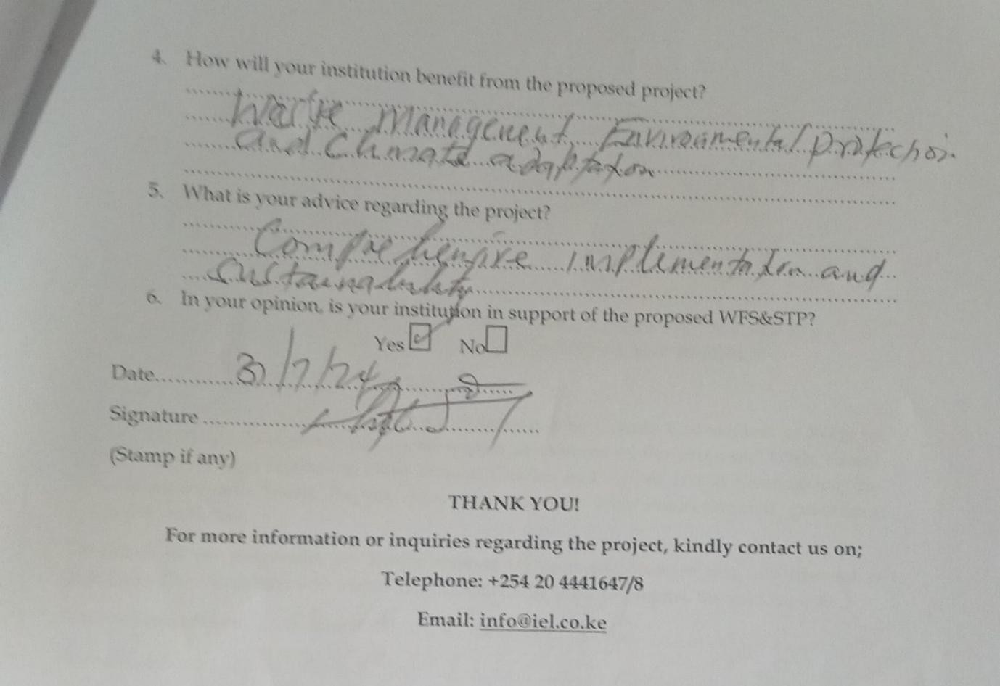 4. How will your institution benefit from the proposed project?
Waste Management, Environmental protection
and Climate adaptation
5. What is your advice regarding the project?
Comprehensive implementation and
Sustainability
6. In your opinion, is your institution in support of the proposed WFS&STP?
Yes ☑ No ☐
Date 31/7/24
Signature
(Stamp if any)
THANK YOU!
For more information or inquiries regarding the project, kindly contact us on;
Telephone: +254 20 4441647/8
Email: info@iel.co.ke